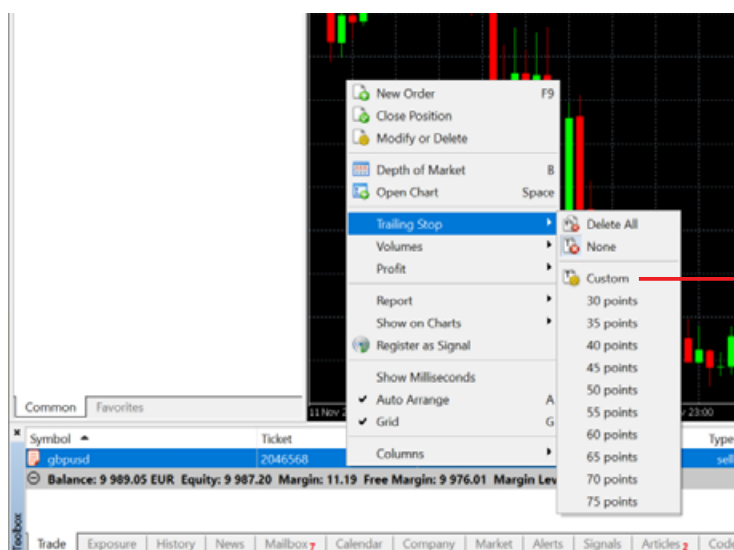 New Order F9
Close Position
Modify or Delete
Depth of Market B
Open Chart Space
Trailing Stop
Volumes
Profit
Report
Show on Charts
Register as Signal
Show Milliseconds
Auto Arrange A
Grid G
Columns
Delete All
None
Custom
30 points
35 points
40 points
45 points
50 points
55 points
60 points
65 points
70 points
75 points
Common Favorites
11 Nov 23:00
Symbol Ticket Type
gbpusd 2046568 sell
Balance: 9 989.05 EUR Equity: 9 987.20 Margin: 11.19 Free Margin: 9 976.01 Margin Lev
Toolbox
Trade Exposure History News Mailbox 7 Calendar Company Market Alerts Signals Articles 2 Code